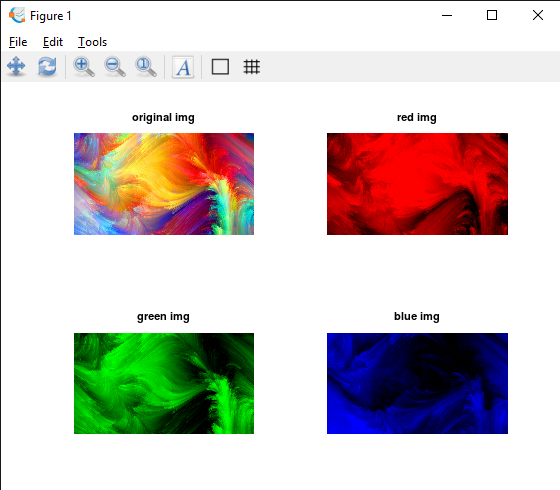 Figure 1
File Edit Tools
A
original img
red img
green img
blue img